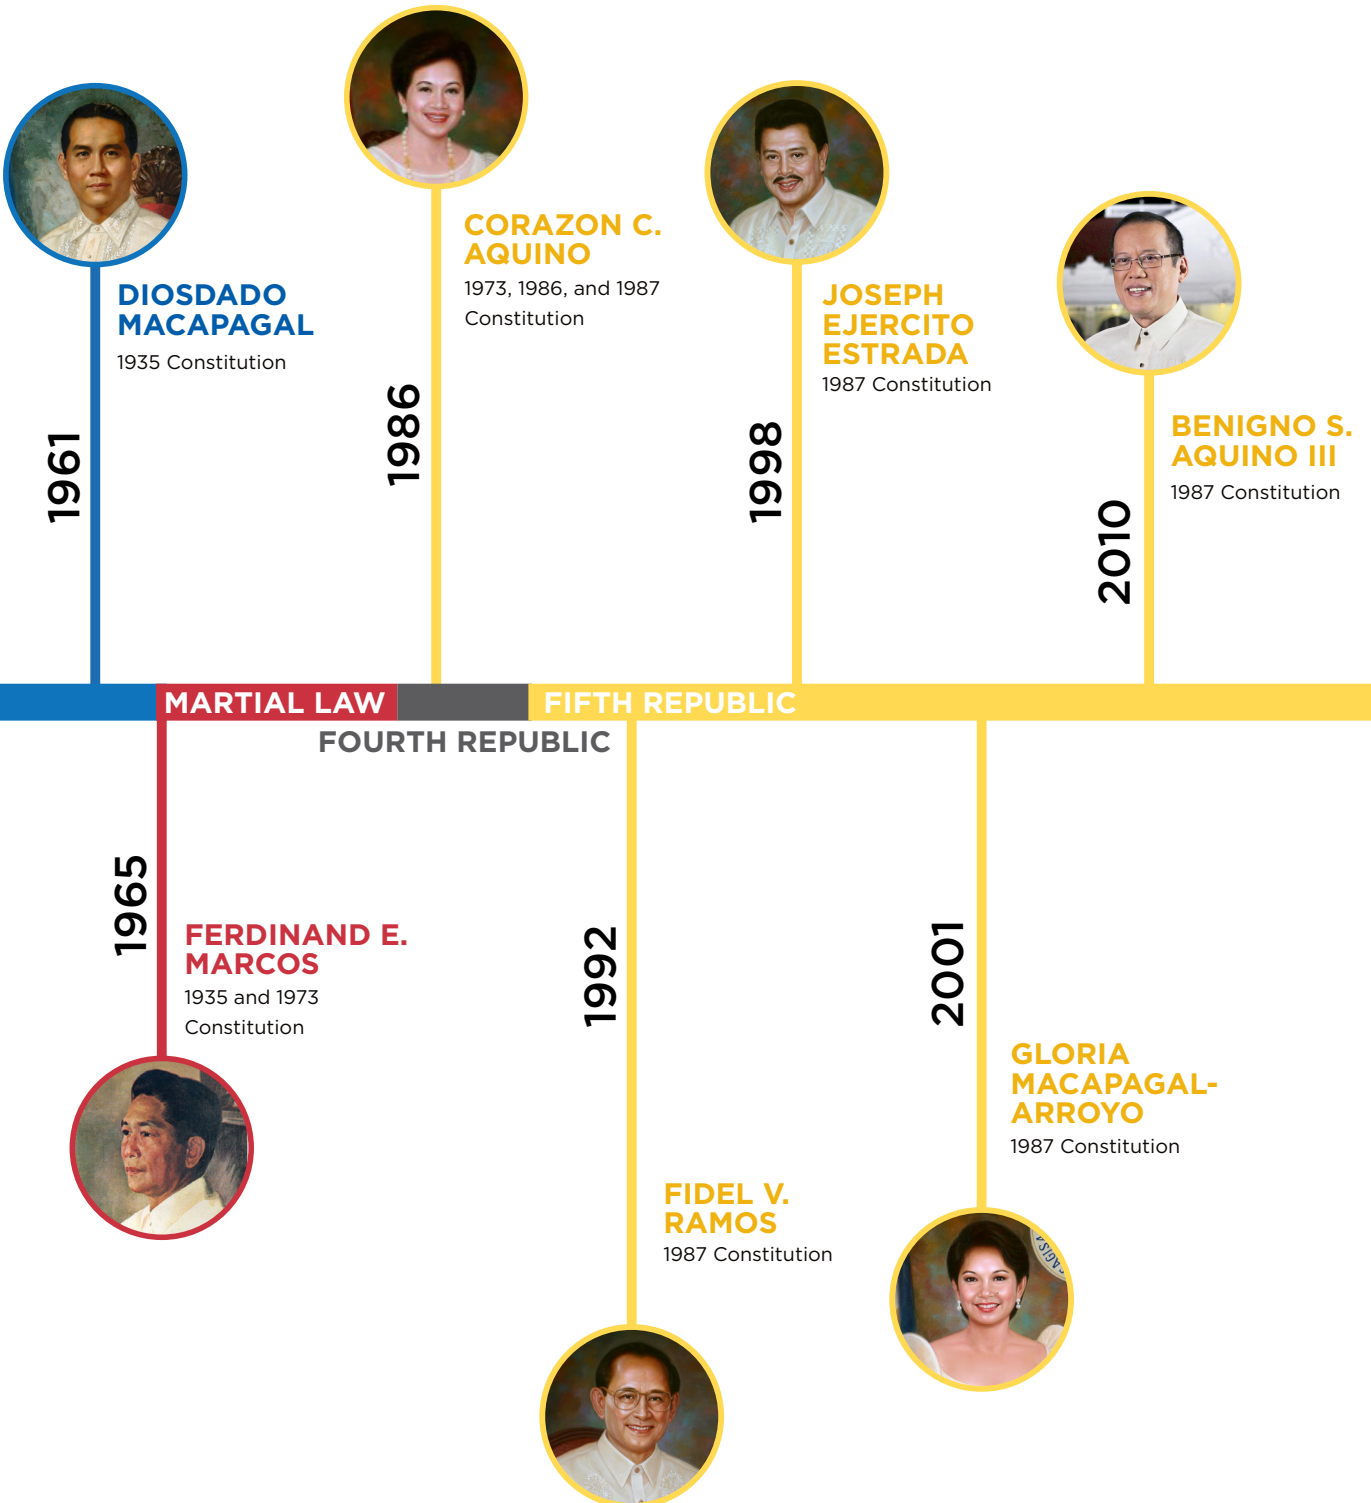 CORAZON C.
AQUINO
1973, 1986, and 1987
Constitution
DIOSDADO
MACAPAGAL
1935 Constitution
JOSEPH
EJERCITO
ESTRADA
1987 Constitution
BENIGNO S.
AQUINO III
1987 Constitution
1961
1986
1998
2010
MARTIAL LAW
FIFTH REPUBLIC
FOURTH REPUBLIC
1965
FERDINAND E.
MARCOS
1935 and 1973
Constitution
1992
2001
GLORIA
MACAPAGAL-
ARROYO
1987 Constitution
FIDEL V.
RAMOS
1987 Constitution